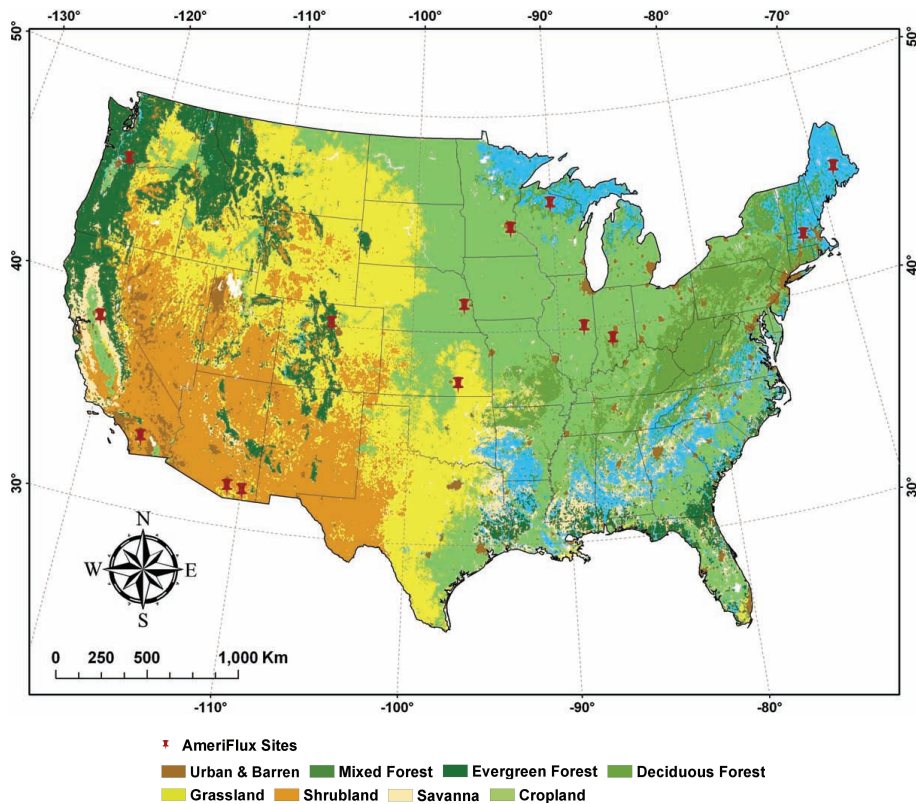 -130° -120° -110° -100° -90° -80° -70°
50° 50°
40° 40°
30° 30°
N
W E
S
0 250 500 1,000 Km
-110° -100° -90° -80°
AmeriFlux Sites
Urban & Barren Mixed Forest Evergreen Forest Deciduous Forest
Grassland Shrubland Savanna Cropland